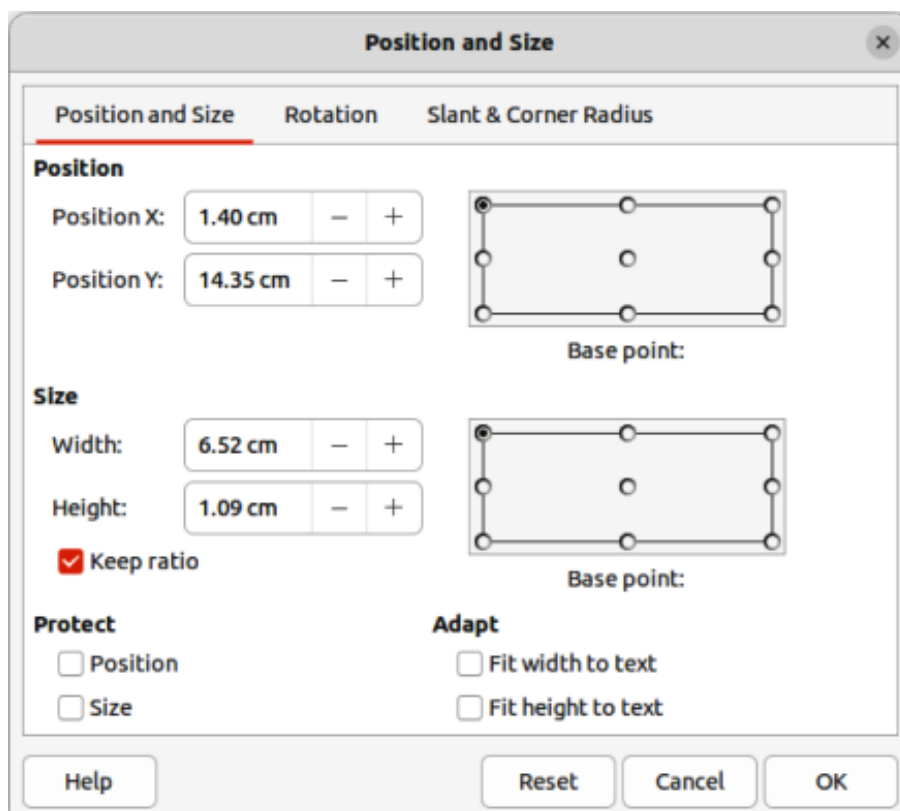 Position and Size
Position and Size Rotation Slant & Corner Radius
Position
Position X: 1.40 cm − +
Position Y: 14.35 cm − +
Base point:
Size
Width: 6.52 cm − +
Height: 1.09 cm − +
Keep ratio
Base point:
Protect Adapt
Position Fit width to text
Size Fit height to text
Help Reset Cancel OK